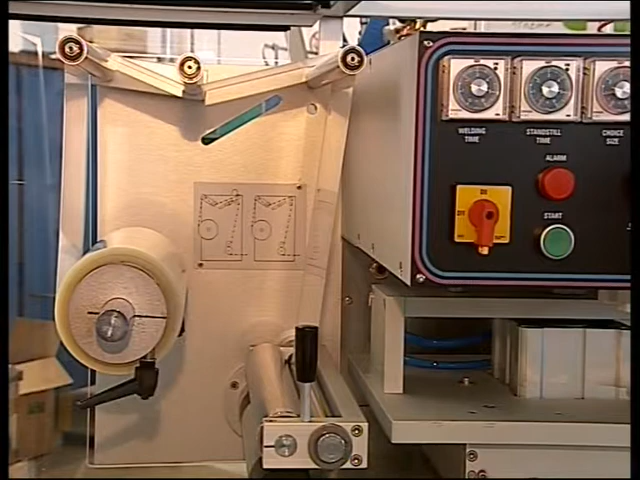 WELDING
TIME
STANDSTILL
TIME
CHOICE
SIZE
ALARM
START